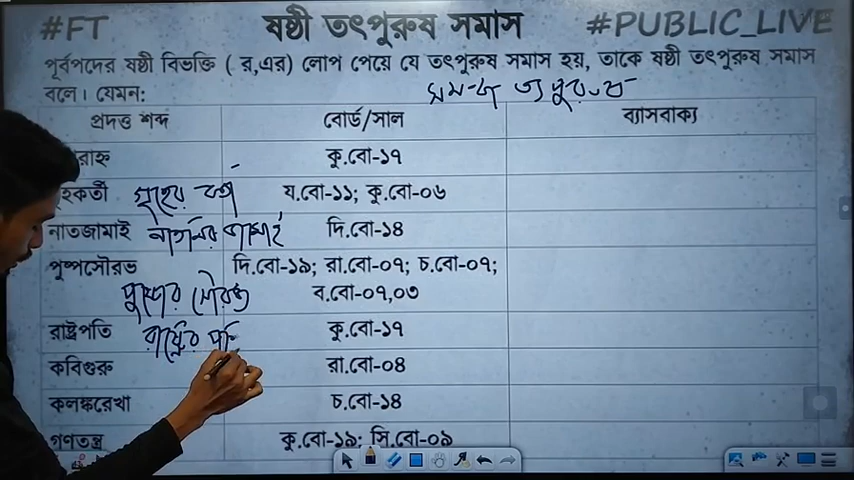 #FT ষষ্ঠী তৎপুরুষ সমাস #PUBLIC_LIVE
পূর্বপদের ষষ্ঠী বিভক্তি ( র,এর) লোপ পেয়ে যে তৎপুরুষ সমাস হয়, তাকে ষষ্ঠী তৎপুরুষ সমাস
বলে। যেমন:
প্রদত্ত শব্দ বোর্ড/সাল ব্যাসবাক্য
কু.বো-১৭
গৃহের কর্তা য.বো-১১; কু.বো-০৬
নাতজামাই নাতনির জামাই দি.বো-১৪
পুষ্পসৌরভ দি.বো-১৯; রা.বো-০৭; চ.বো-০৭;
পুষ্পের সৌরভ ব.বো-০৭,০৩
রাষ্ট্রপতি রাষ্ট্রের পতি কু.বো-১৭
কবিগুরু রা.বো-০৪
কলঙ্করেখা চ.বো-১৪
গণতন্ত্র কু.বো-১৯; সি.বো-০৯